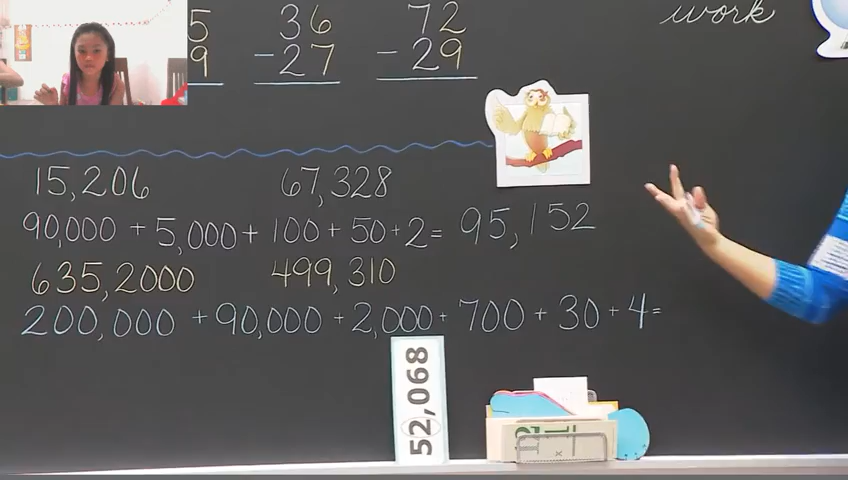 5 36 72 work
9 -27 -29
15,206 67,328
90,000 + 5,000 + 100 + 50 + 2 = 95,152
635,2000 499,310
200,000 + 90,000 + 2,000 + 700 + 30 + 4 =
52,068